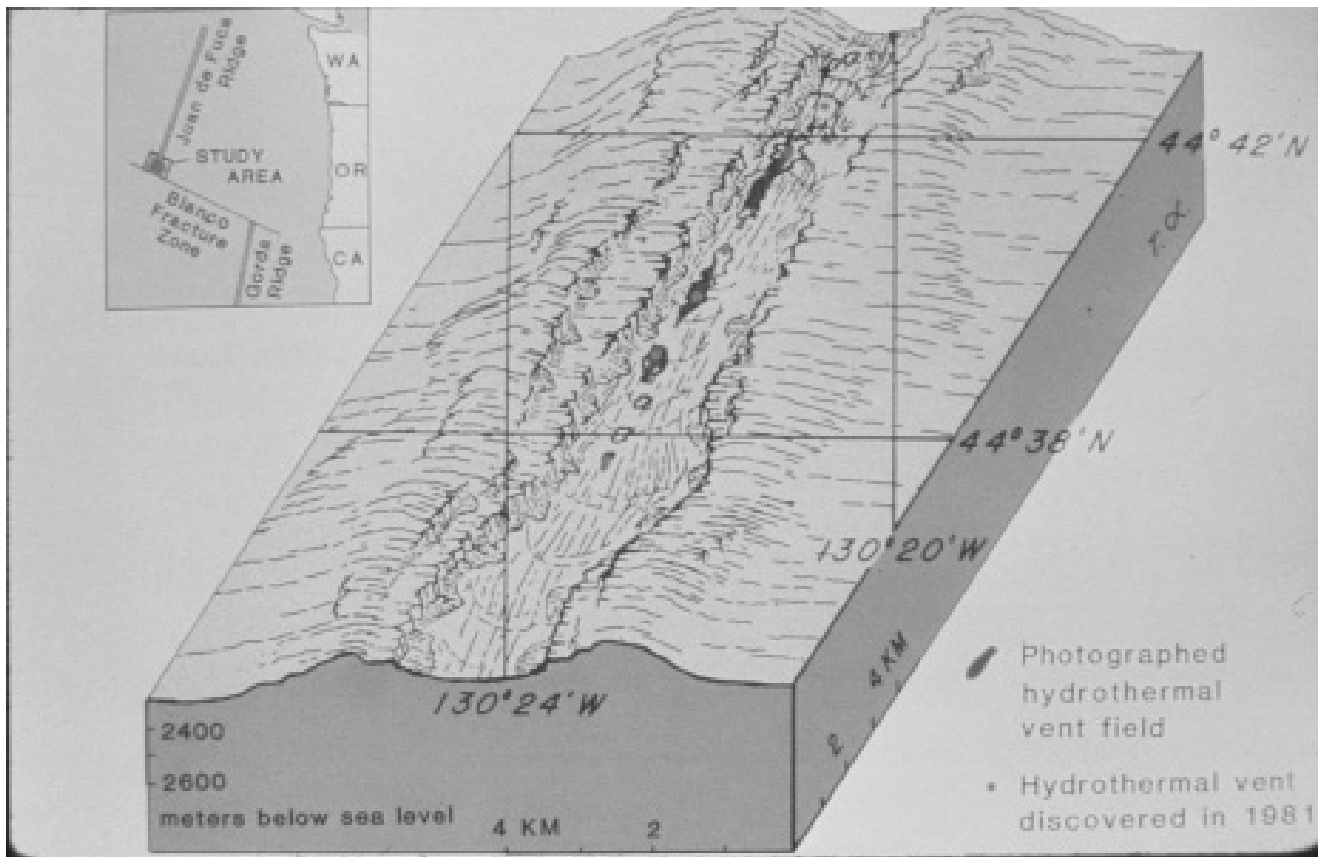 Juan de Fuca
Ridge
WA
STUDY
AREA
OR
Blanco
Fracture
Zone
Gorda
Ridge
CA
44° 42' N
44° 38' N
130° 20' W
130° 24' W
2400
2600
meters below sea level
4 KM
2
2
4 KM
Photographed
hydrothermal
vent field
Hydrothermal vent
discovered in 1981